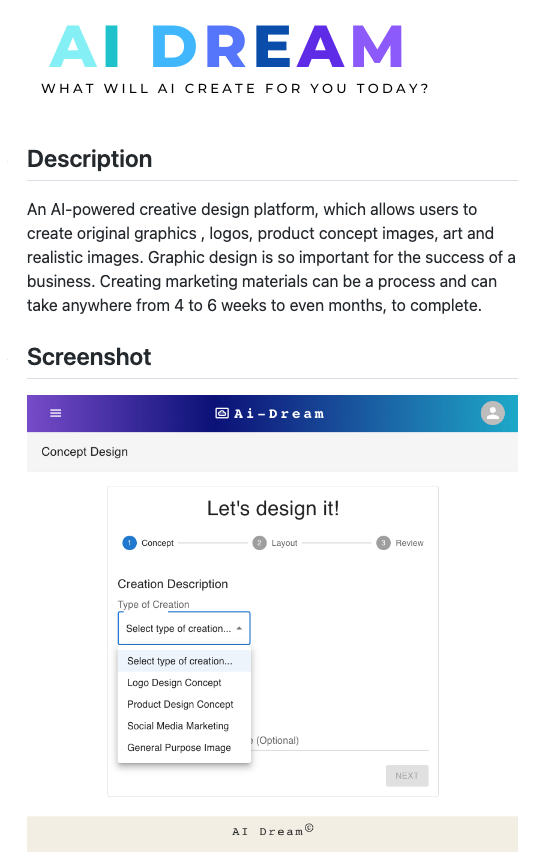 AI DREAM
WHAT WILL AI CREATE FOR YOU TODAY?
Description
An AI-powered creative design platform, which allows users to
create original graphics , logos, product concept images, art and
realistic images. Graphic design is so important for the success of a
business. Creating marketing materials can be a process and can
take anywhere from 4 to 6 weeks to even months, to complete.
Screenshot
Ai-Dream
Concept Design
Let's design it!
1 Concept 2 Layout 3 Review
Creation Description
Type of Creation
Select type of creation...
Select type of creation...
Logo Design Concept
Product Design Concept
Social Media Marketing
(Optional)
General Purpose Image
NEXT
AI Dream©